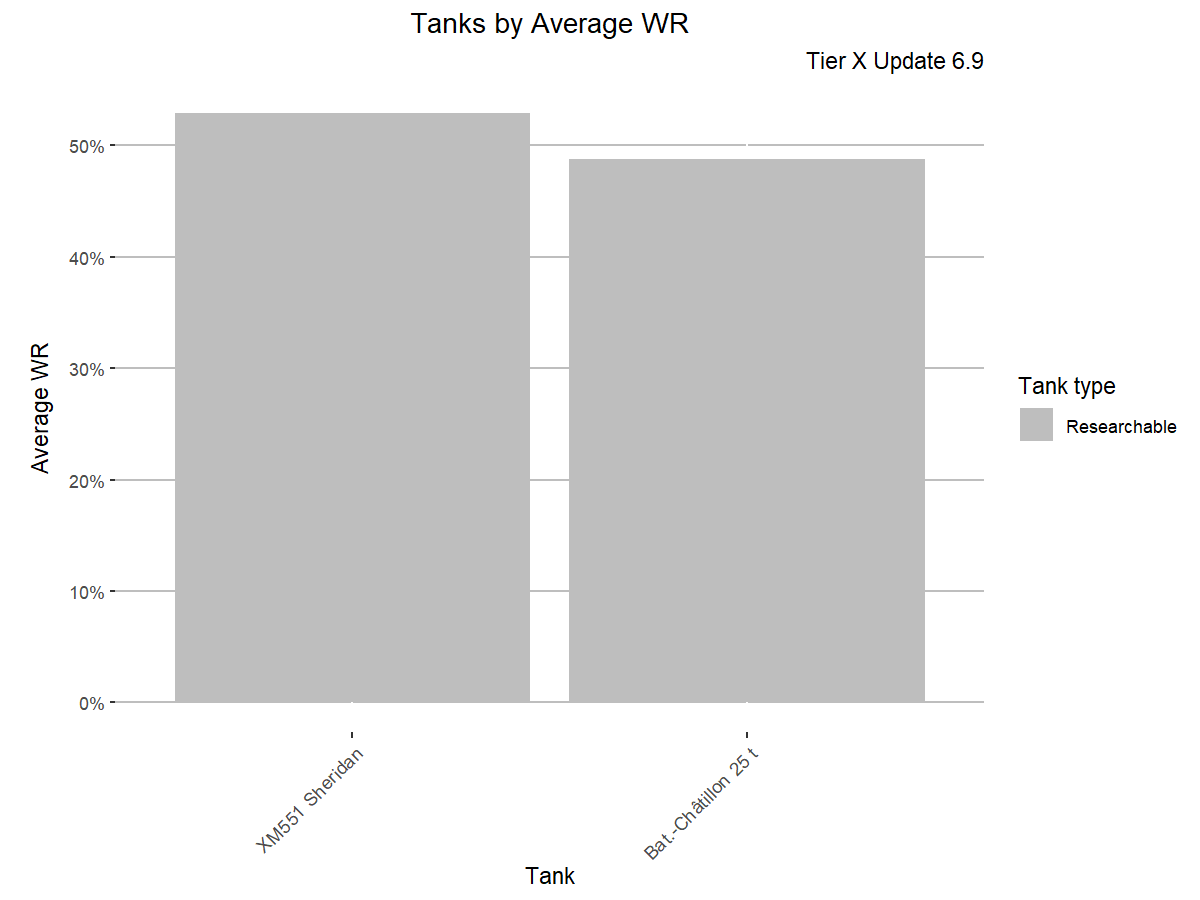 Tanks by Average WR
Tier X Update 6.9
Average WR
50%
40%
30%
20%
10%
0%
XM551 Sheridan
Bat.-Châtillon 25 t
Tank
Tank type
Researchable